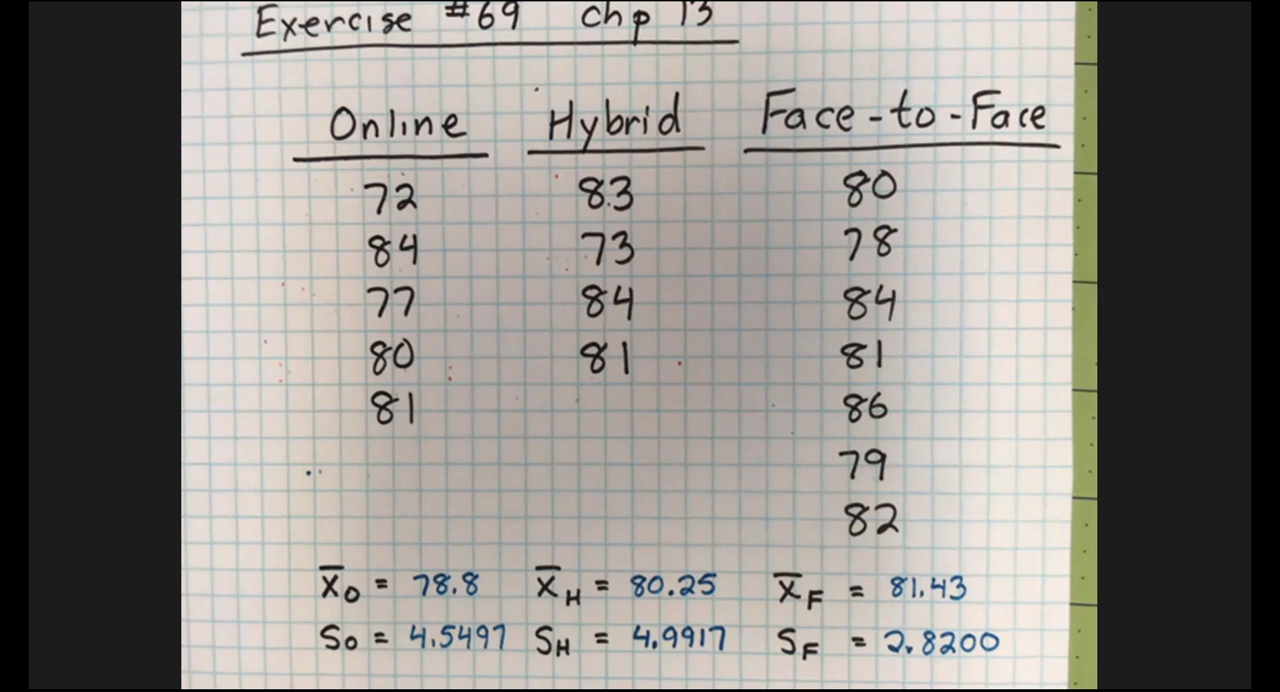 Exercise #69 Chp 13
Online Hybrid Face-to-Face
72 83 80
84 73 78
77 84 84
80 81 81
81 86
79
82
x̄O = 78.8 x̄H = 80.25 x̄F = 81.43
SO = 4.5497 SH = 4.9917 SF = 2.8200